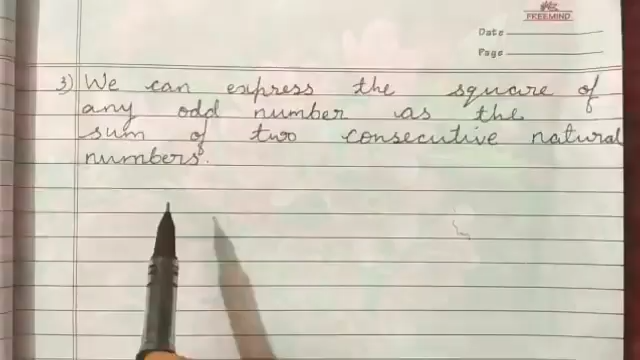 FREEMIND
Date
Page
3) We can express the square of
any odd number as the
sum of two consecutive natural
numbers.